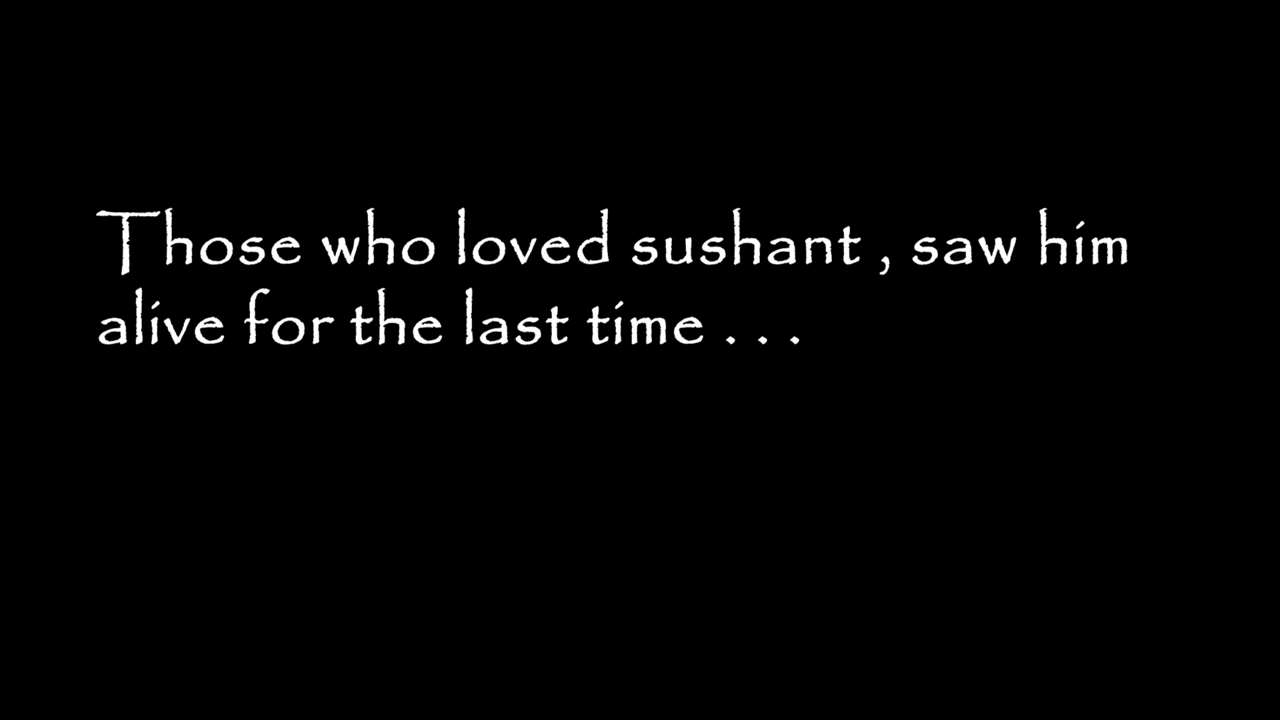 Those who loved sushant , saw him
alive for the last time . . .